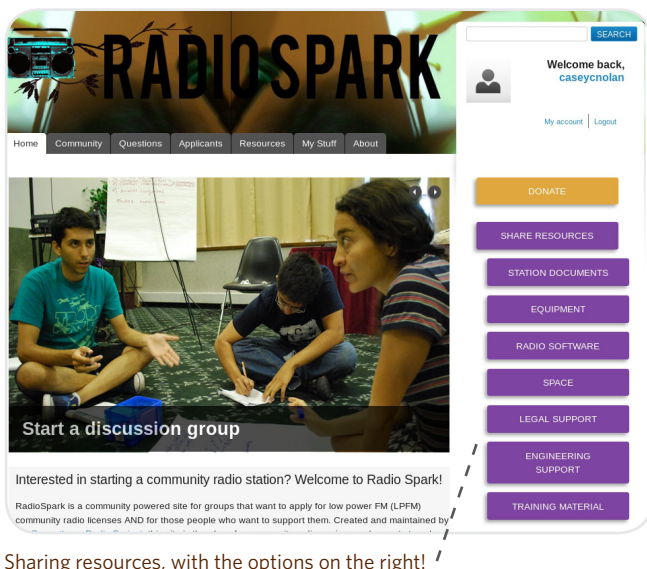 RADIO SPARK
SEARCH
Welcome back,
caseycnolan
My account | Logout
Home Community Questions Applicants Resources My Stuff About
Start a discussion group
Interested in starting a community radio station? Welcome to Radio Spark!
RadioSpark is a community powered site for groups that want to apply for low power FM (LPFM)
community radio licenses AND for those people who want to support them. Created and maintained by
DONATE
SHARE RESOURCES
STATION DOCUMENTS
EQUIPMENT
RADIO SOFTWARE
SPACE
LEGAL SUPPORT
ENGINEERING
SUPPORT
TRAINING MATERIAL
Sharing resources, with the options on the right!